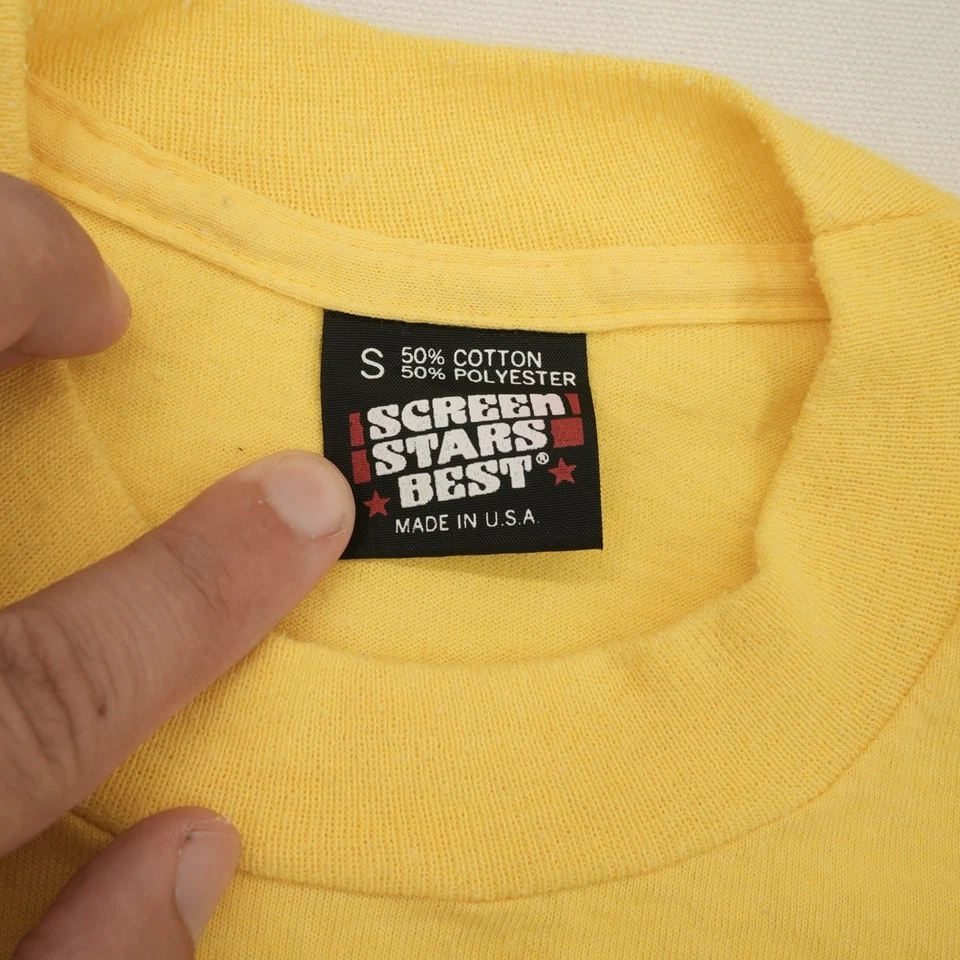 S 50% COTTON
50% POLYESTER
SCREEN
STARS
BEST®
MADE IN U.S.A.